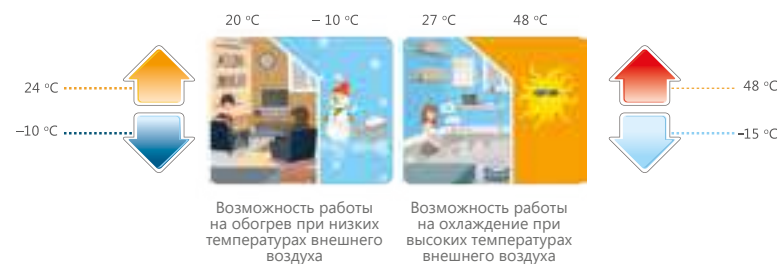 20 °C – 10 °C 27 °C 48 °C
24 °C
48 °C
–10 °C
–15 °C
Возможность работы
на обогрев при низких
температурах внешнего
воздуха
Возможность работы
на охлаждение при
высоких температурах
внешнего воздуха